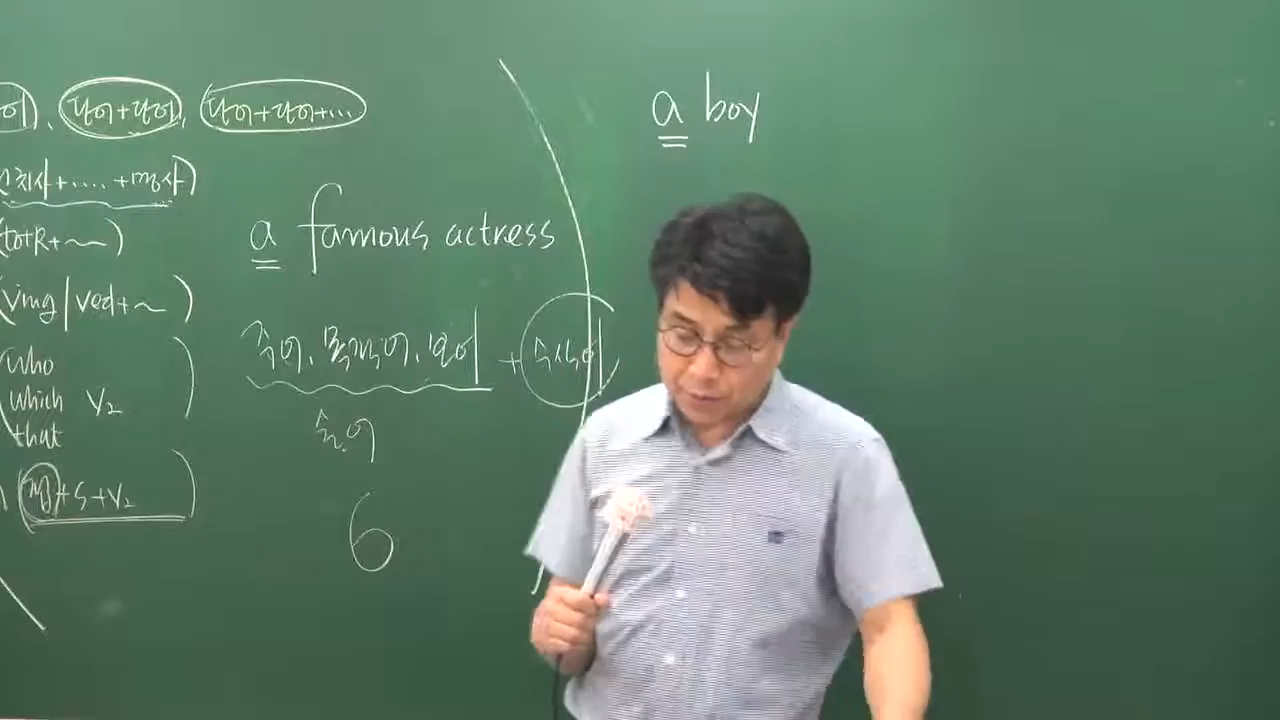 단어+단어, 단어+단어+...
(전치사+....+명사)
(to+R+~)
(Ving/Ved+~)
who
which V₂
that
+S+V₂
a famous actress
주어, 목적어, 보어 + 수식어
6
a boy